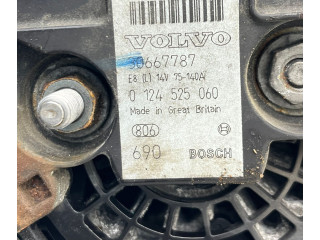 VOLVO
30667787
E8 (L) 14V 75-140A
0 124 525 060
Made in Great Britain
806
690 BOSCH